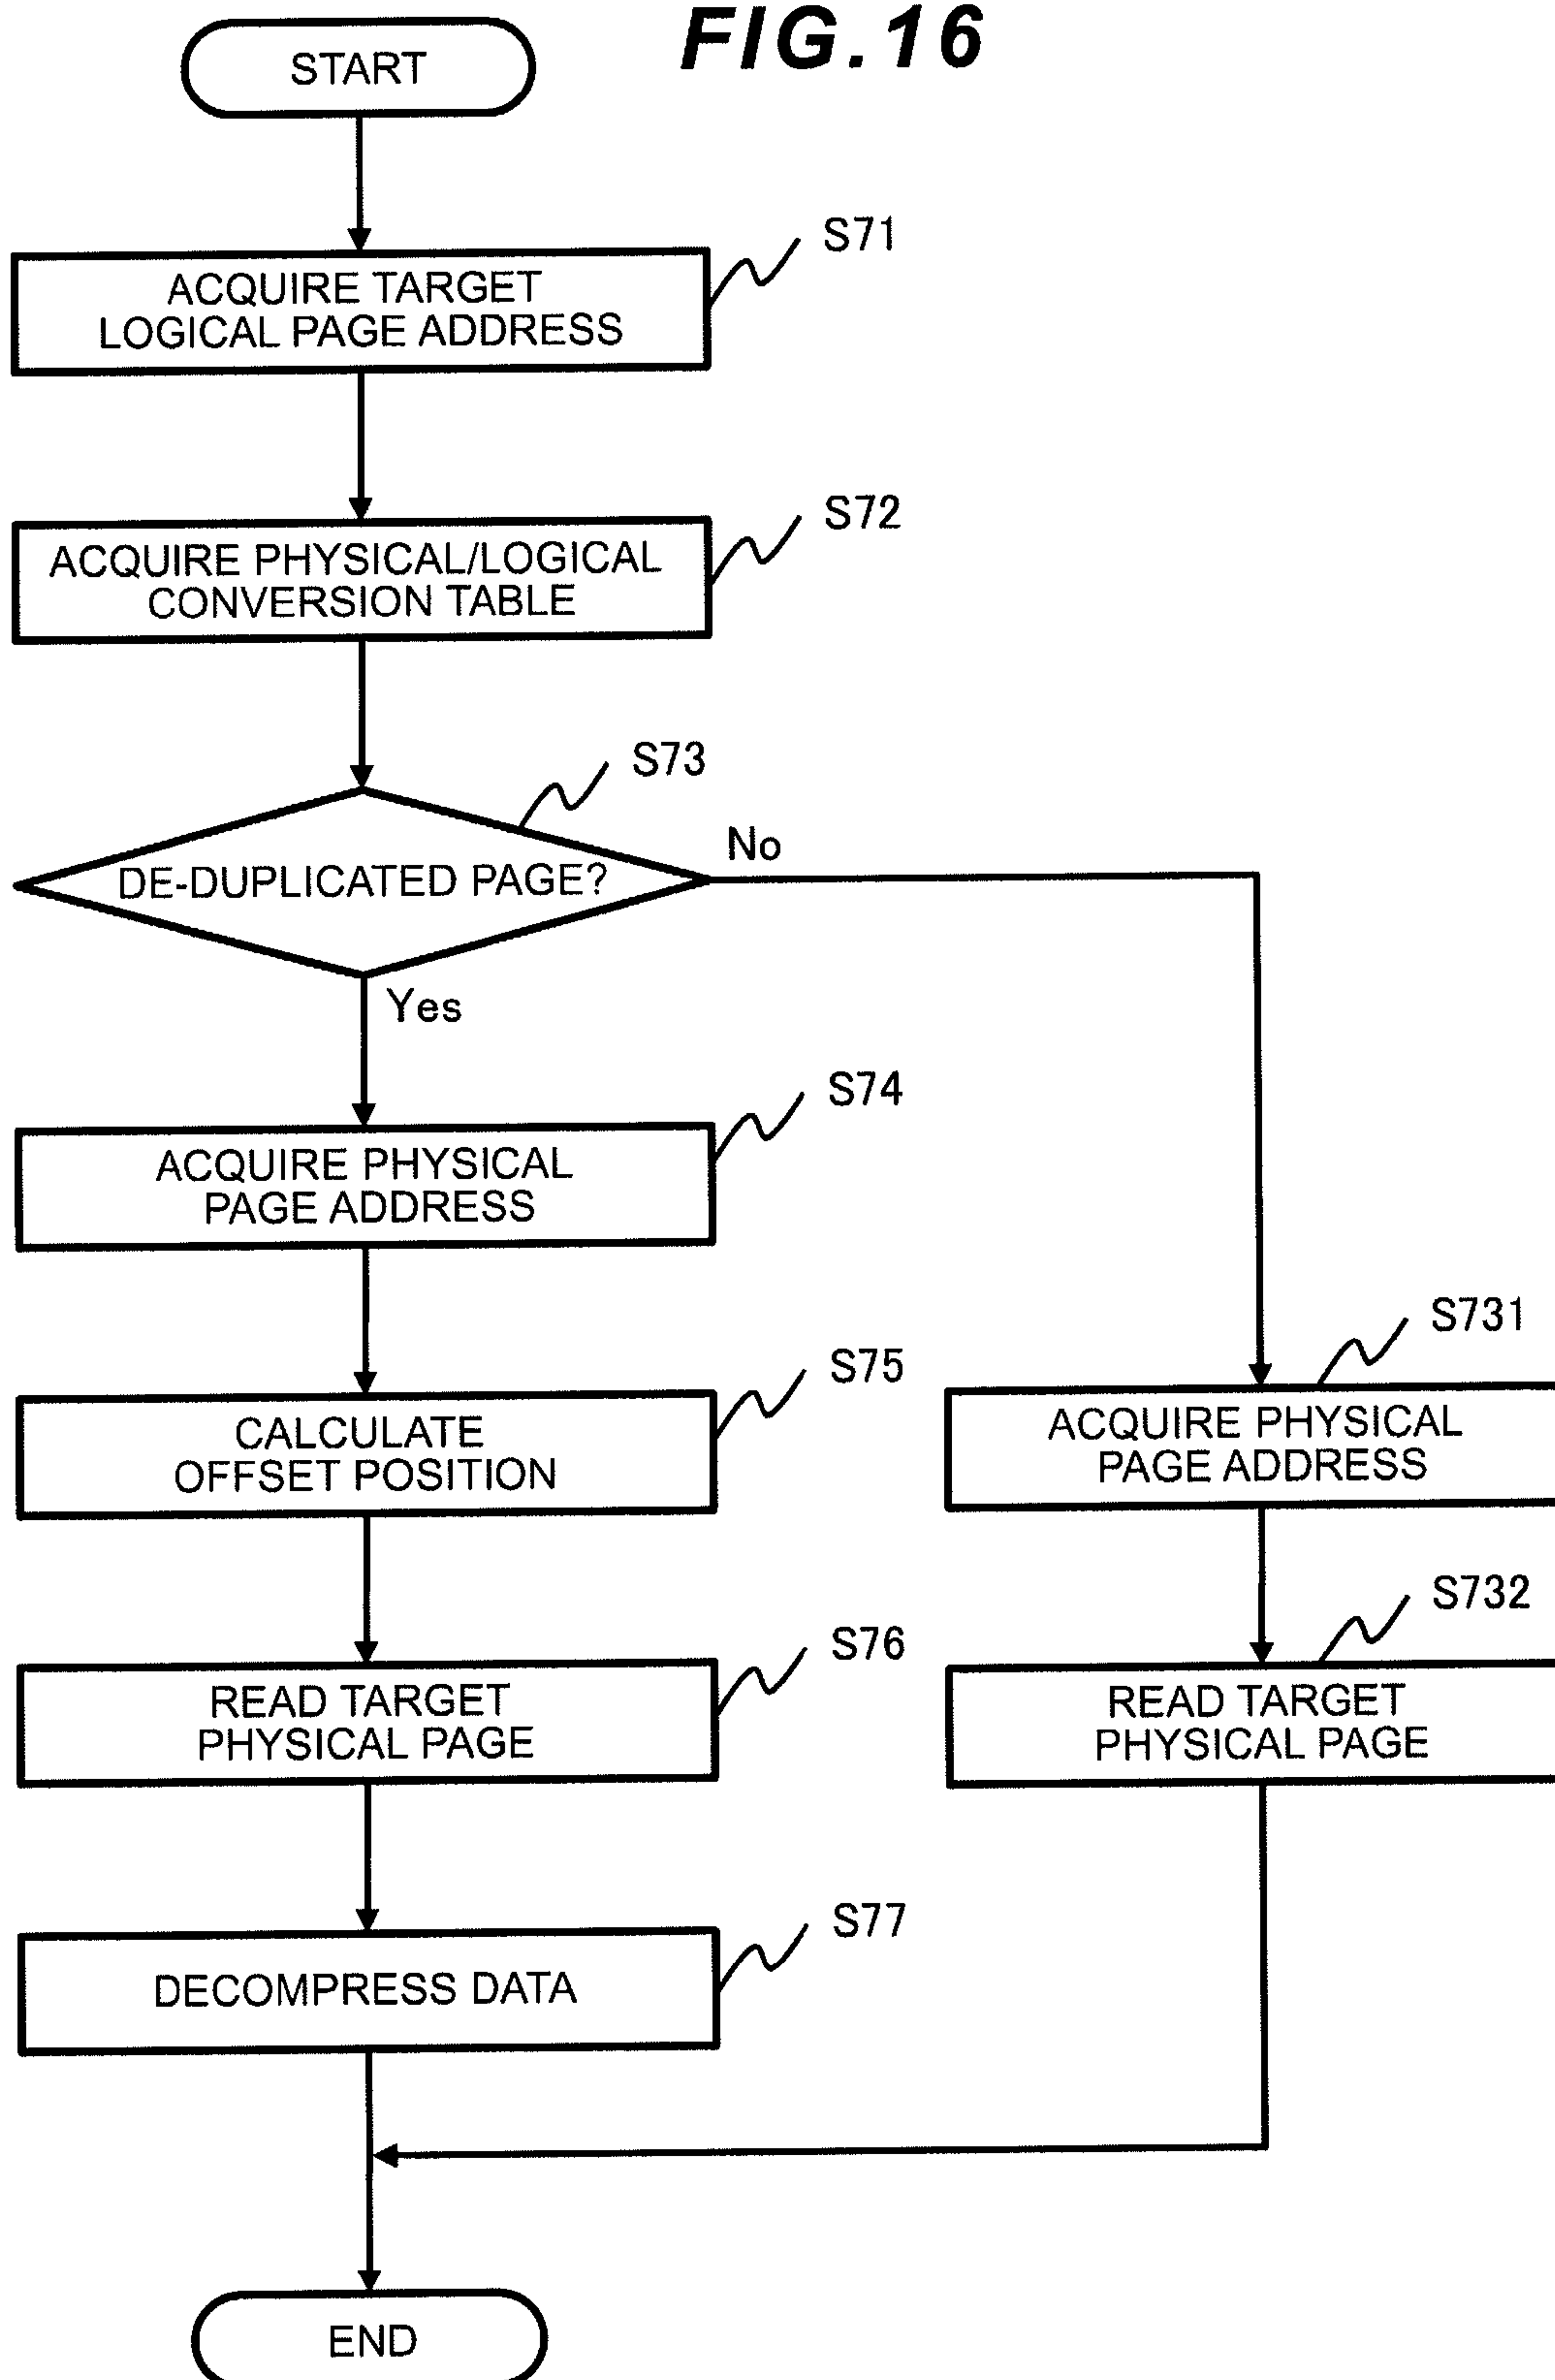 FIG.16
START
S71
ACQUIRE TARGET
LOGICAL PAGE ADDRESS
S72
ACQUIRE PHYSICAL/LOGICAL
CONVERSION TABLE
S73
DE-DUPLICATED PAGE?
No
Yes
S74
ACQUIRE PHYSICAL
PAGE ADDRESS
S75
CALCULATE
OFFSET POSITION
S731
ACQUIRE PHYSICAL
PAGE ADDRESS
S76
READ TARGET
PHYSICAL PAGE
S732
READ TARGET
PHYSICAL PAGE
S77
DECOMPRESS DATA
END